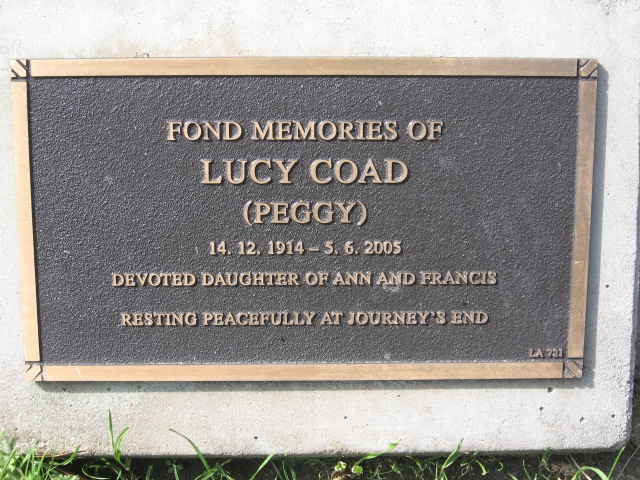 FOND MEMORIES OF
LUCY COAD
(PEGGY)
14. 12. 1914 – 5. 6. 2005
DEVOTED DAUGHTER OF ANN AND FRANCIS
RESTING PEACEFULLY AT JOURNEY'S END
LA 721